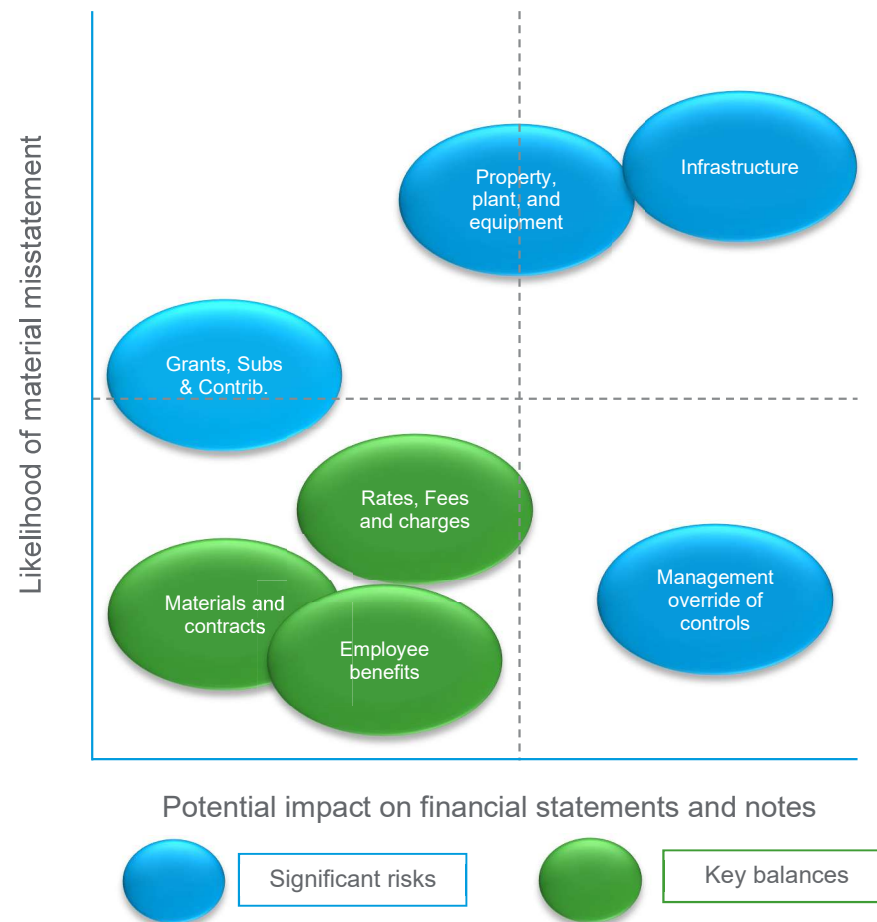 Likelihood of material misstatement
Property,
plant, and
equipment
Infrastructure
Grants, Subs
& Contrib.
Rates, Fees
and charges
Materials and
contracts
Employee
benefits
Management
override of
controls
Potential impact on financial statements and notes
Significant risks
Key balances